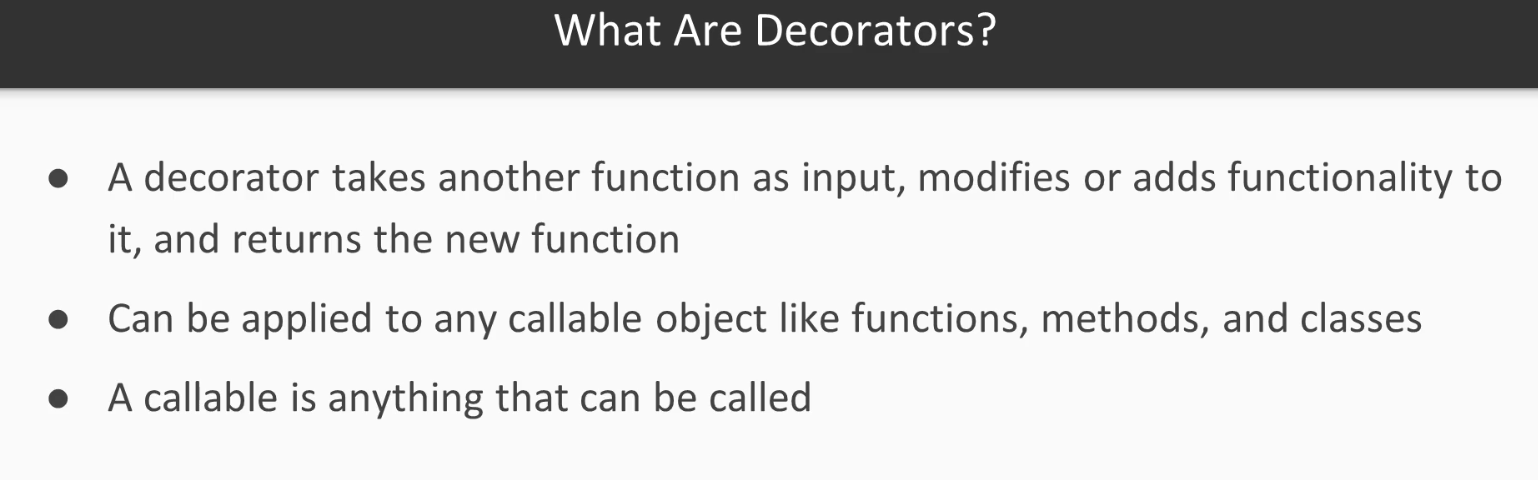 What Are Decorators?
● A decorator takes another function as input, modifies or adds functionality to
it, and returns the new function
● Can be applied to any callable object like functions, methods, and classes
● A callable is anything that can be called